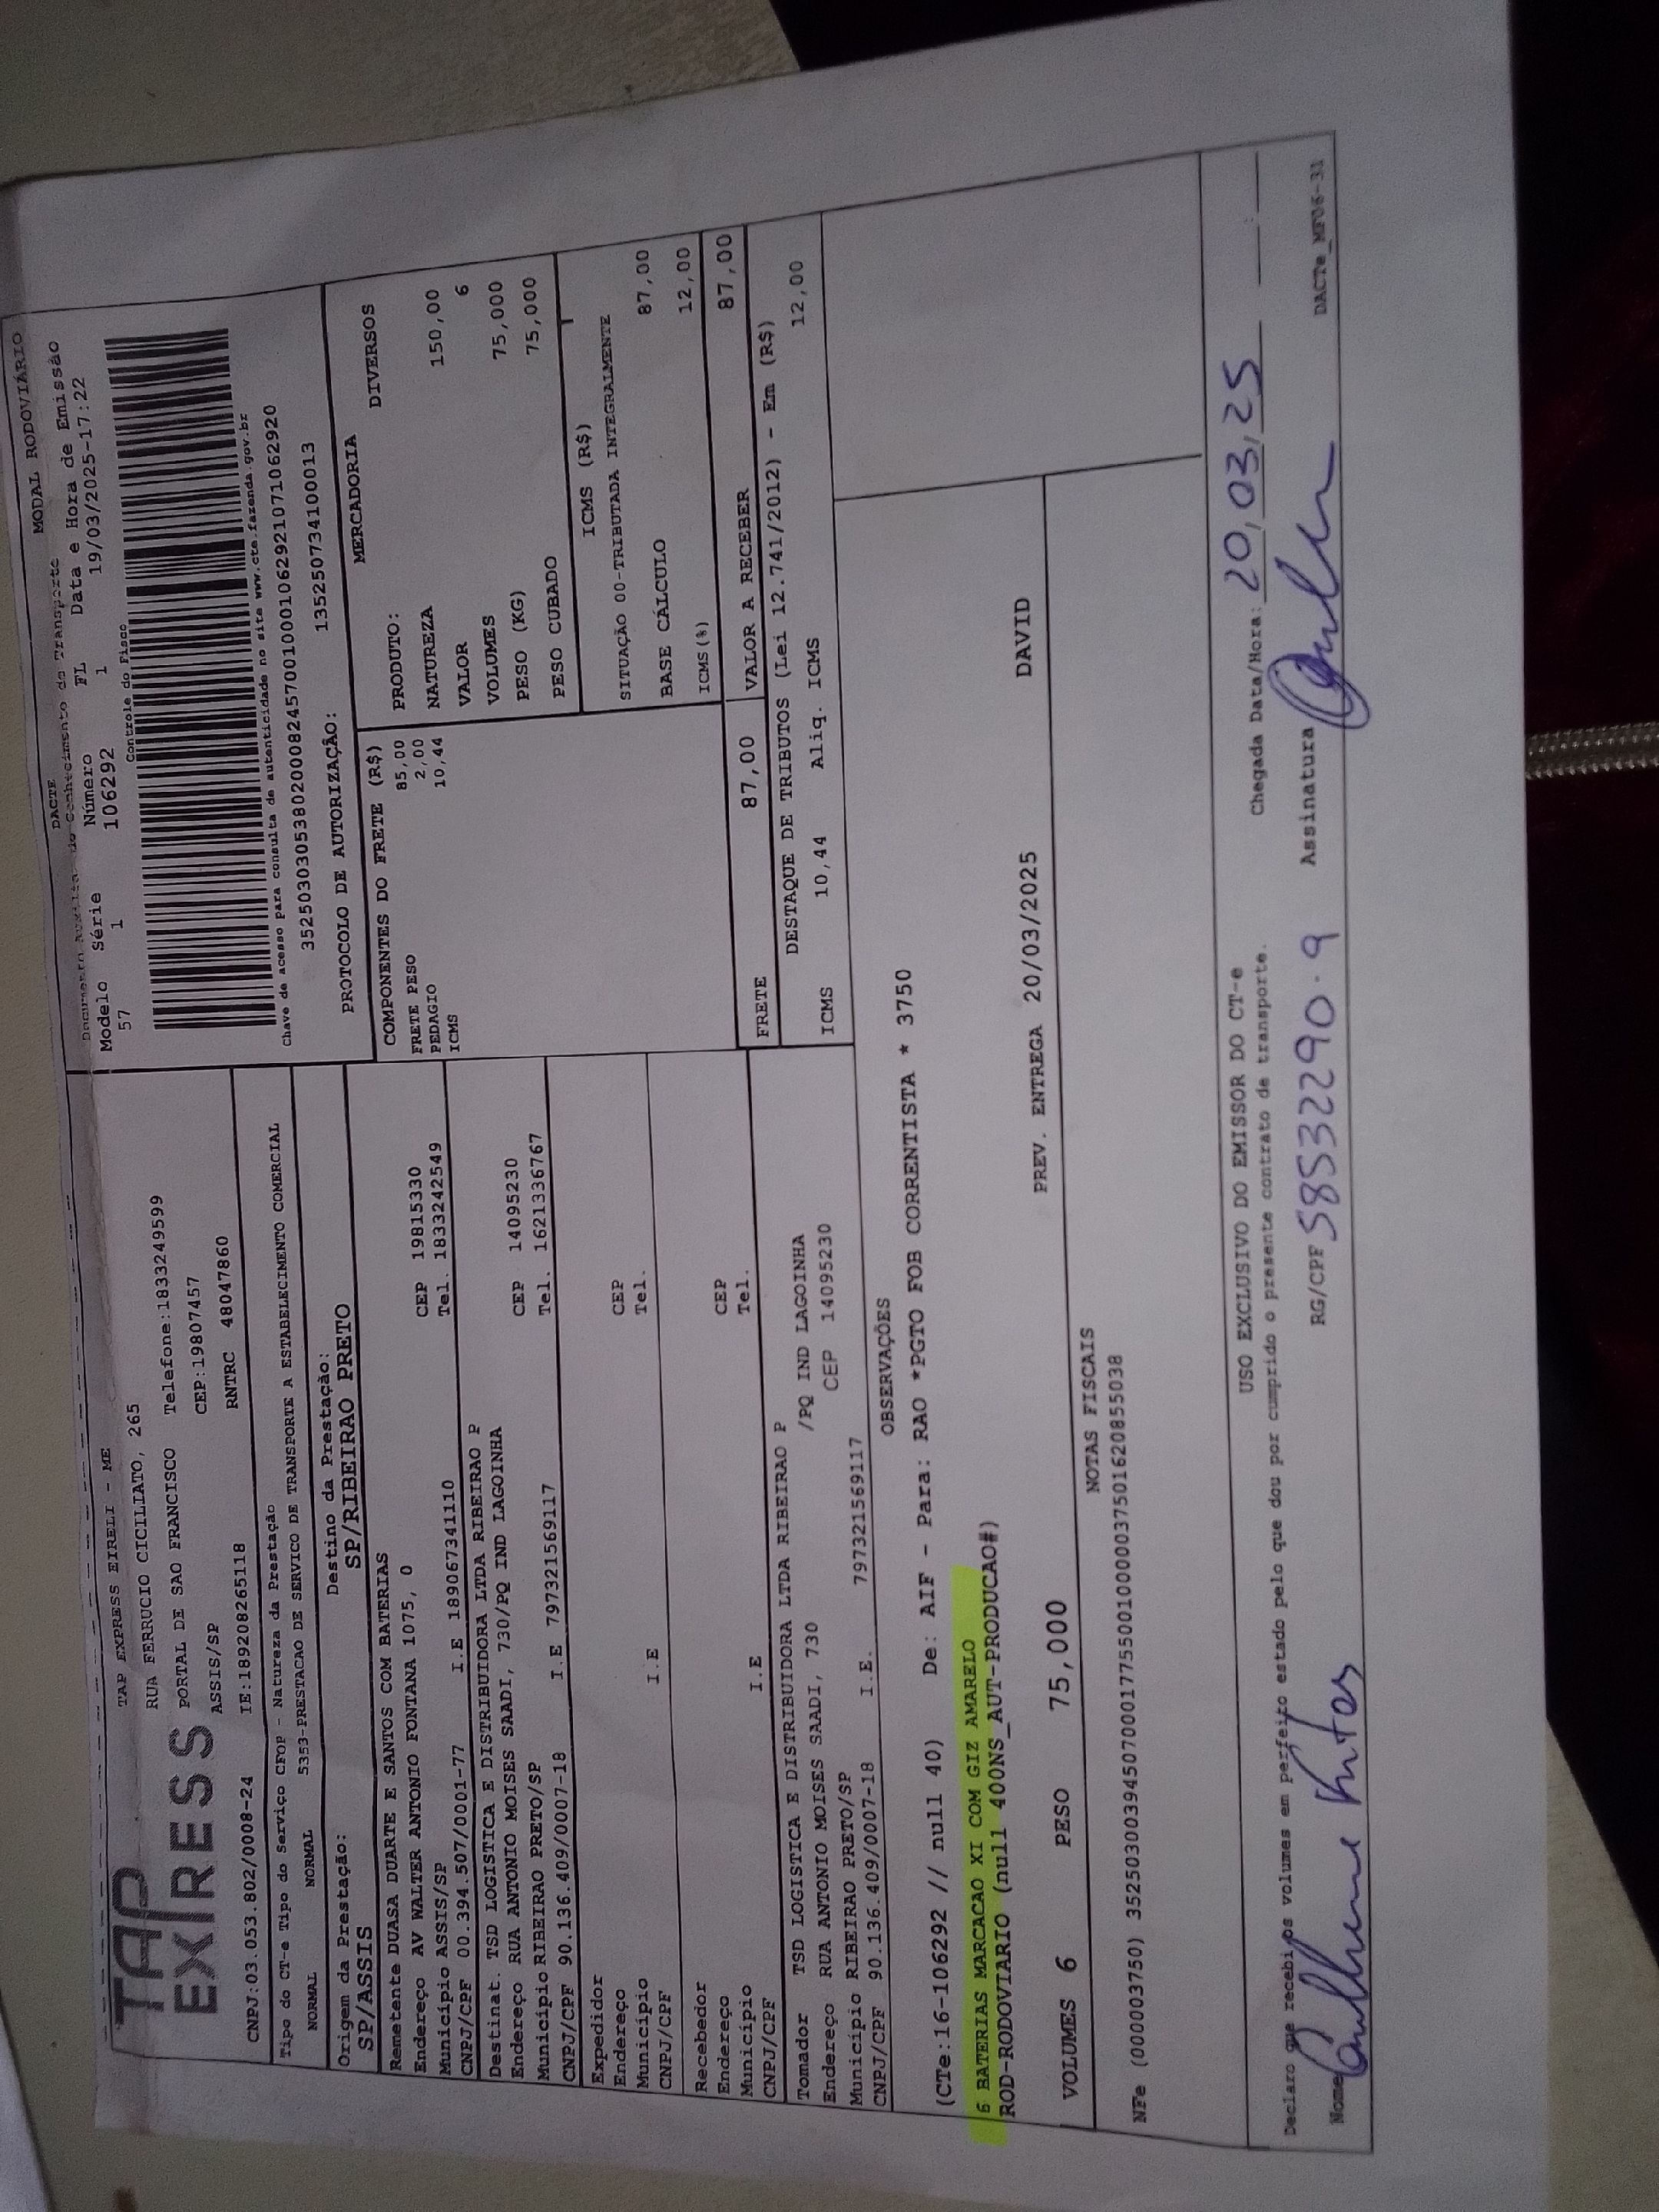 TAP
EXPRESS
TAP EXPRESS EIRELI - ME
RUA FERRUCIO CICILIATO, 265
PORTAL DE SAO FRANCISCO Telefone:1833249599
ASSIS/SP CEP:19807457
CNPJ:03.053.802/0008-24 IE:189208265118 RNTRC 48047860
DACTE MODAL RODOVIÁRIO
Documento Auxiliar do Conhecimento de Transporte
Modelo Série Número FL Data e Hora de Emissão
57 1 106292 1 19/03/2025-17:22
Controle do Fisco
Chave de acesso para consulta de autenticidade no site www.cte.fazenda.gov.br
35250303053802000824570010001062921071062920
PROTOCOLO DE AUTORIZAÇÃO: 135250734100013
Tipo do CT-e Tipo do Serviço CFOP - Natureza da Prestação
NORMAL NORMAL 5353-PRESTACAO DE SERVICO DE TRANSPORTE A ESTABELECIMENTO COMERCIAL
Origem da Prestação: Destino da Prestação:
SP/ASSIS SP/RIBEIRAO PRETO
Remetente DUASA DUARTE E SANTOS COM BATERIAS
Endereço AV WALTER ANTONIO FONTANA 1075, 0 CEP 19815330
Município ASSIS/SP Tel. 1833242549
CNPJ/CPF 00.394.507/0001-77 I.E 189067341110
Destinat. TSD LOGISTICA E DISTRIBUIDORA LTDA RIBEIRAO P
Endereço RUA ANTONIO MOISES SAADI, 730/PQ IND LAGOINHA CEP 14095230
Município RIBEIRAO PRETO/SP Tel. 1621336767
CNPJ/CPF 90.136.409/0007-18 I.E 797321569117
Expedidor
Endereço CEP
Município Tel.
CNPJ/CPF I.E
Recebedor
Endereço CEP
Município Tel.
CNPJ/CPF I.E
Tomador TSD LOGISTICA E DISTRIBUIDORA LTDA RIBEIRAO P
Endereço RUA ANTONIO MOISES SAADI, 730 /PQ IND LAGOINHA
Município RIBEIRAO PRETO/SP CEP 14095230
CNPJ/CPF 90.136.409/0007-18 I.E. 797321569117
COMPONENTES DO FRETE (R$)
FRETE PESO 85,00
PEDAGIO 2,00
ICMS 10,44
MERCADORIA
PRODUTO: DIVERSOS
NATUREZA
VALOR 150,00
VOLUMES 6
PESO (KG) 75,000
PESO CUBADO 75,000
ICMS (R$)
SITUAÇÃO 00-TRIBUTADA INTEGRALMENTE
BASE CÁLCULO 87,00
ICMS(%) 12,00
FRETE 87,00 VALOR A RECEBER 87,00
DESTAQUE DE TRIBUTOS (Lei 12.741/2012) - Em (R$)
ICMS 10,44 Aliq. ICMS 12,00
OBSERVAÇÕES
(CTe:16-106292 // null 40) De: AIF - Para: RAO *PGTO FOB CORRENTISTA * 3750
6 BATERIAS MARCACAO XI COM GIZ AMARELO
ROD-RODOVIARIO (null 400NS_AUT-PRODUCAO#)
VOLUMES 6 PESO 75,000 PREV. ENTREGA 20/03/2025 DAVID
NOTAS FISCAIS
NFe (000003750) 35250300394507000177550010000037501620855038
USO EXCLUSIVO DO EMISSOR DO CT-e
Declaro que recebi os volumes em perfeito estado pelo que dou por cumprido o presente contrato de transporte.
Chegada Data/Hora: 20/03/25 __:__
Nome RG/CPF 58532290.9 Assinatura
DACTe_MF06-31